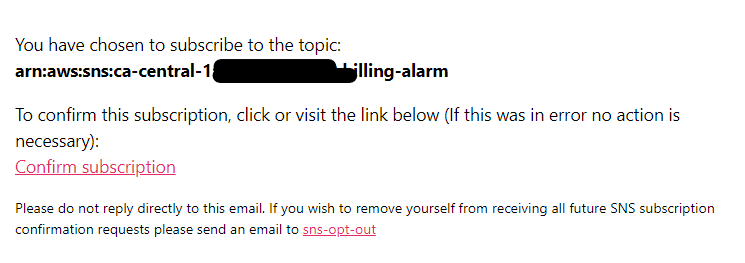 You have chosen to subscribe to the topic:
arn:aws:sns:ca-central-1 illing-alarm
To confirm this subscription, click or visit the link below (If this was in error no action is
necessary):
Confirm subscription
Please do not reply directly to this email. If you wish to remove yourself from receiving all future SNS subscription
confirmation requests please send an email to sns-opt-out